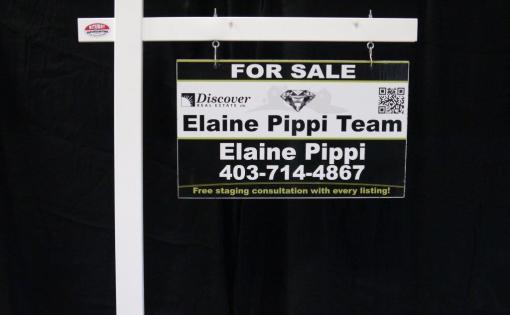 FOR SALE
Discover
REAL ESTATE LTD.
Elaine Pippi Team
Elaine Pippi
403-714-4867
Free staging consultation with every listing!